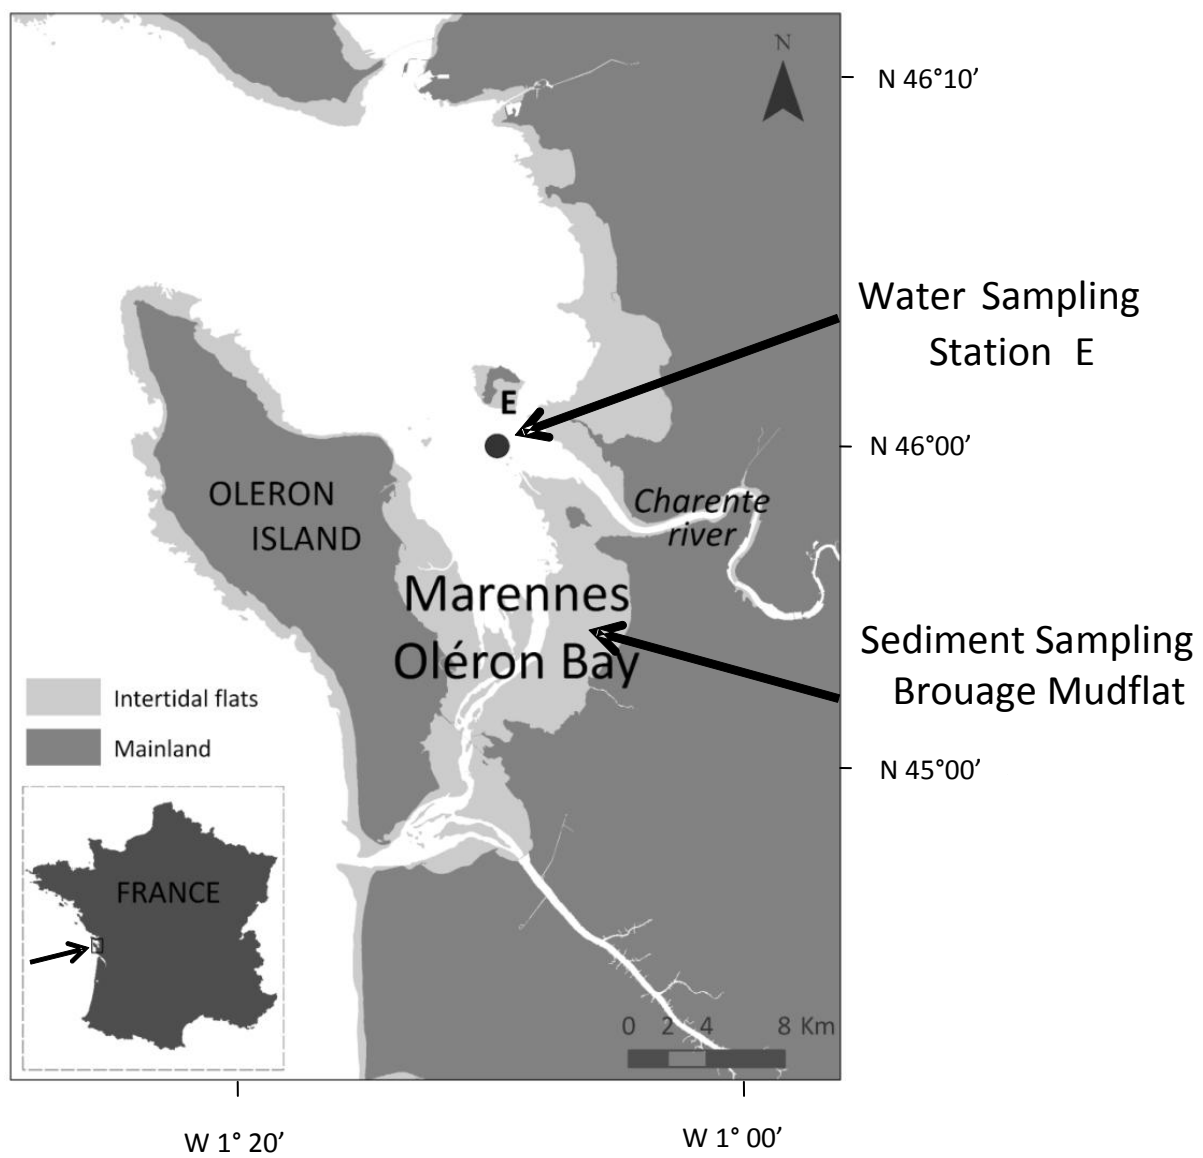 N
N 46°10’
Water Sampling
Station E
E
N 46°00’
OLERON
ISLAND
Charente
river
Marennes
Oléron Bay
Sediment Sampling
Brouage Mudflat
Intertidal flats
Mainland
N 45°00’
FRANCE
0 2 4 8 Km
W 1° 20’
W 1° 00’